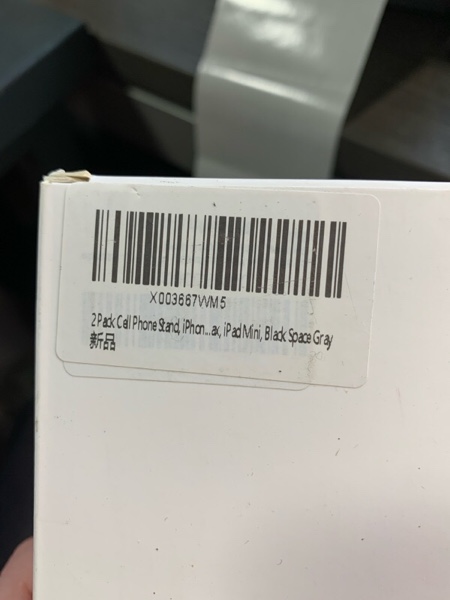 X003667WM5
2 Pack Cell Phone Stand, iPhon...ax, iPad Mini, Black Space Gray
新品